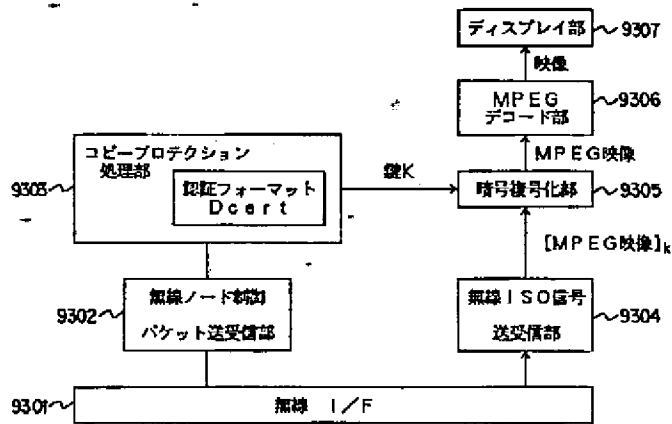 ディスプレイ部
9307
映像
MPEG
デコード部
9306
MPEG映像
コピープロテクション
処理部
9303
認証フォーマット
Dcert
鍵K
暗号復号化部
9305
[MPEG映像]k
無線ノード制御
パケット送受信部
9302
無線ISO信号
送受信部
9304
9301
無線 I/F